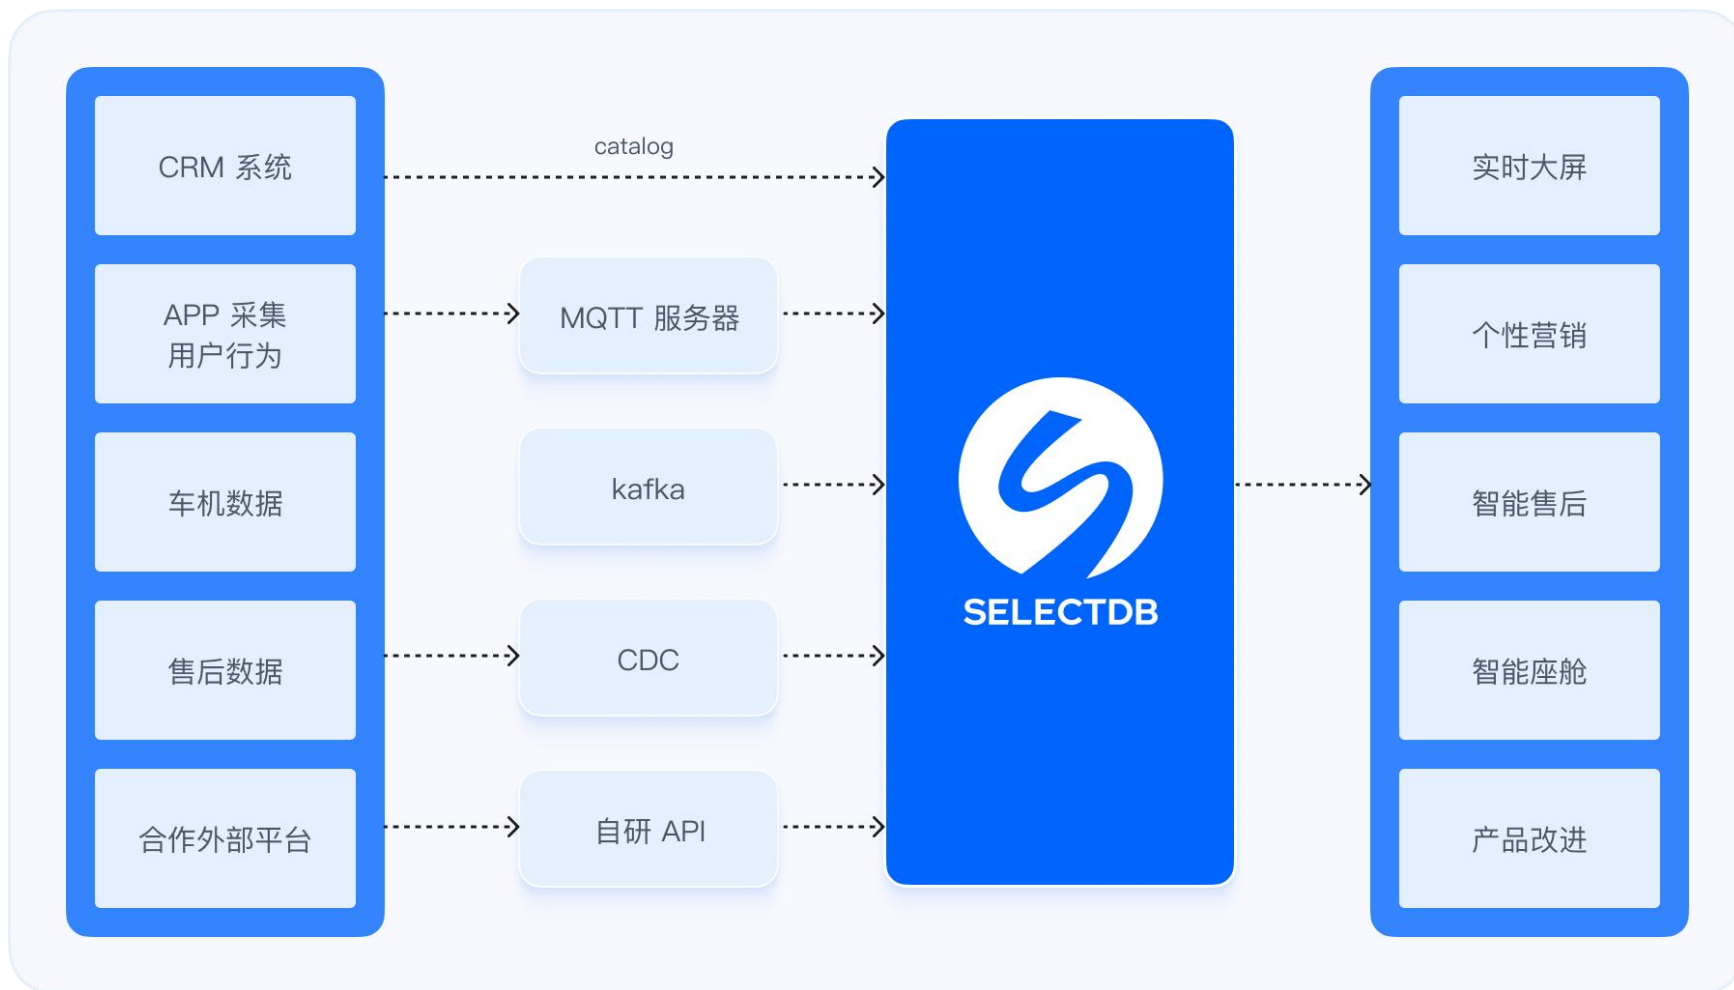 CRM 系统
APP 采集
用户行为
车机数据
售后数据
合作外部平台
catalog
MQTT 服务器
kafka
CDC
自研 API
SELECTDB
实时大屏
个性营销
智能售后
智能座舱
产品改进